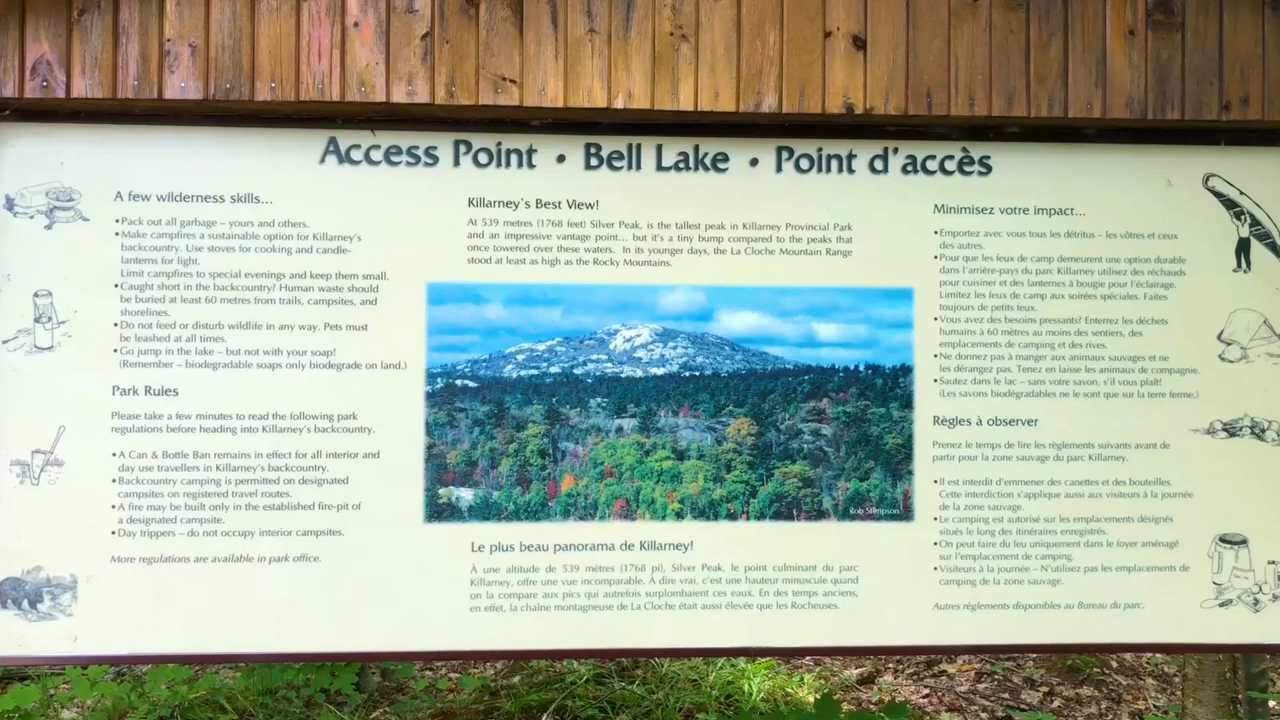 Access Point • Bell Lake • Point d'accès
A few wilderness skills...
• Pack out all garbage – yours and others.
• Make campfires a sustainable option for Killarney's
backcountry. Use stoves for cooking and candle-
lanterns for light.
Limit campfires to special evenings and keep them small.
• Caught short in the backcountry? Human waste should
be buried at least 60 metres from trails, campsites, and
shorelines.
• Do not feed or disturb wildlife in any way. Pets must
be leashed at all times.
• Go jump in the lake – but not with your soap!
(Remember – biodegradable soaps only biodegrade on land.)
Park Rules
Please take a few minutes to read the following park
regulations before heading into Killarney's backcountry.
• A Can & Bottle Ban remains in effect for all interior and
day use travellers in Killarney's backcountry.
• Backcountry camping is permitted on designated
campsites on registered travel routes.
• A fire may be built only in the established fire-pit of
a designated campsite.
• Day trippers – do not occupy interior campsites.
More regulations are available in park office.
Killarney's Best View!
At 539 metres (1768 feet) Silver Peak, is the tallest peak in Killarney Provincial Park
and an impressive vantage point... but it's a tiny bump compared to the peaks that
once towered over these waters. In its younger days, the La Cloche Mountain Range
stood at least as high as the Rocky Mountains.
Rob Stimpson
Le plus beau panorama de Killarney!
À une altitude de 539 mètres (1768 pi), Silver Peak, le point culminant du parc
Killarney, offre une vue incomparable. À dire vrai, c'est une hauteur minuscule quand
on la compare aux pics qui autrefois surplombaient ces eaux. En des temps anciens,
en effet, la chaîne montagneuse de La Cloche était aussi élevée que les Rocheuses.
Minimisez votre impact...
• Emportez avec vous tous les détritus – les vôtres et ceux
des autres.
• Pour que les feux de camp demeurent une option durable
dans l'arrière-pays du parc Killarney utilisez des réchauds
pour cuisiner et des lanternes à bougie pour l'éclairage.
Limitez les feux de camp aux soirées spéciales. Faites
toujours de petits feux.
• Vous avez des besoins pressants? Enterrez les déchets
humains à 60 mètres au moins des sentiers, des
emplacements de camping et des rives.
• Ne donnez pas à manger aux animaux sauvages et ne
les dérangez pas. Tenez en laisse les animaux de compagnie.
• Sautez dans le lac – sans votre savon, s'il vous plaît!
(Les savons biodégradables ne le sont que sur la terre ferme.)
Règles à observer
Prenez le temps de lire les règlements suivants avant de
partir pour la zone sauvage du parc Killarney.
• Il est interdit d'emmener des canettes et des bouteilles.
Cette interdiction s'applique aussi aux visiteurs à la journée
de la zone sauvage.
• Le camping est autorisé sur les emplacements désignés
situés le long des itinéraires enregistrés.
• On peut faire du feu uniquement dans le foyer aménagé
sur l'emplacement de camping.
• Visiteurs à la journée – N'utilisez pas les emplacements de
camping de la zone sauvage.
Autres règlements disponibles au Bureau du parc.